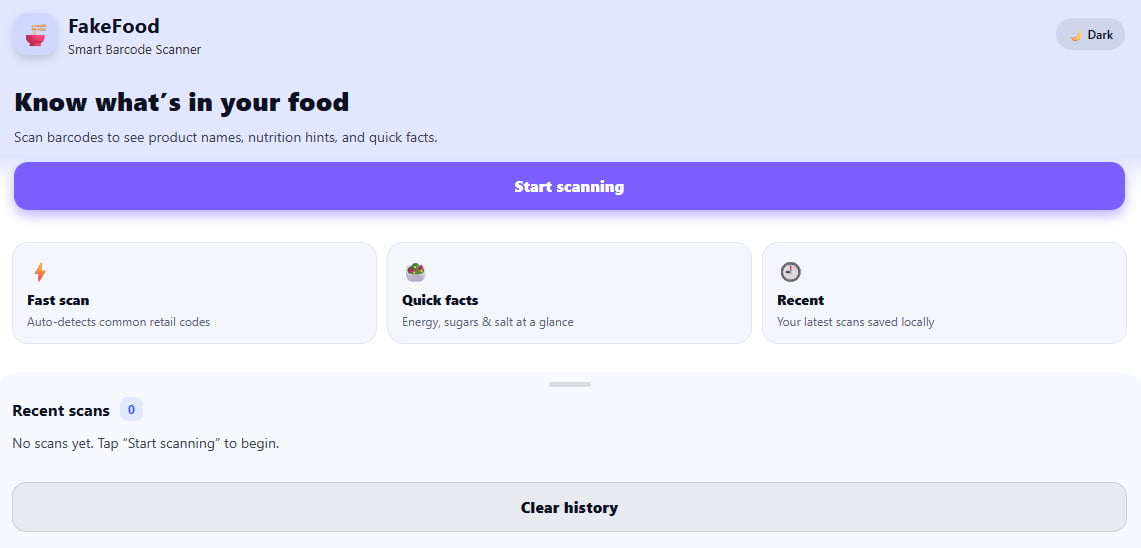 FakeFood
Smart Barcode Scanner
Dark
Know what´s in your food
Scan barcodes to see product names, nutrition hints, and quick facts.
Start scanning
Fast scan
Auto-detects common retail codes
Quick facts
Energy, sugars & salt at a glance
Recent
Your latest scans saved locally
Recent scans 0
No scans yet. Tap “Start scanning” to begin.
Clear history